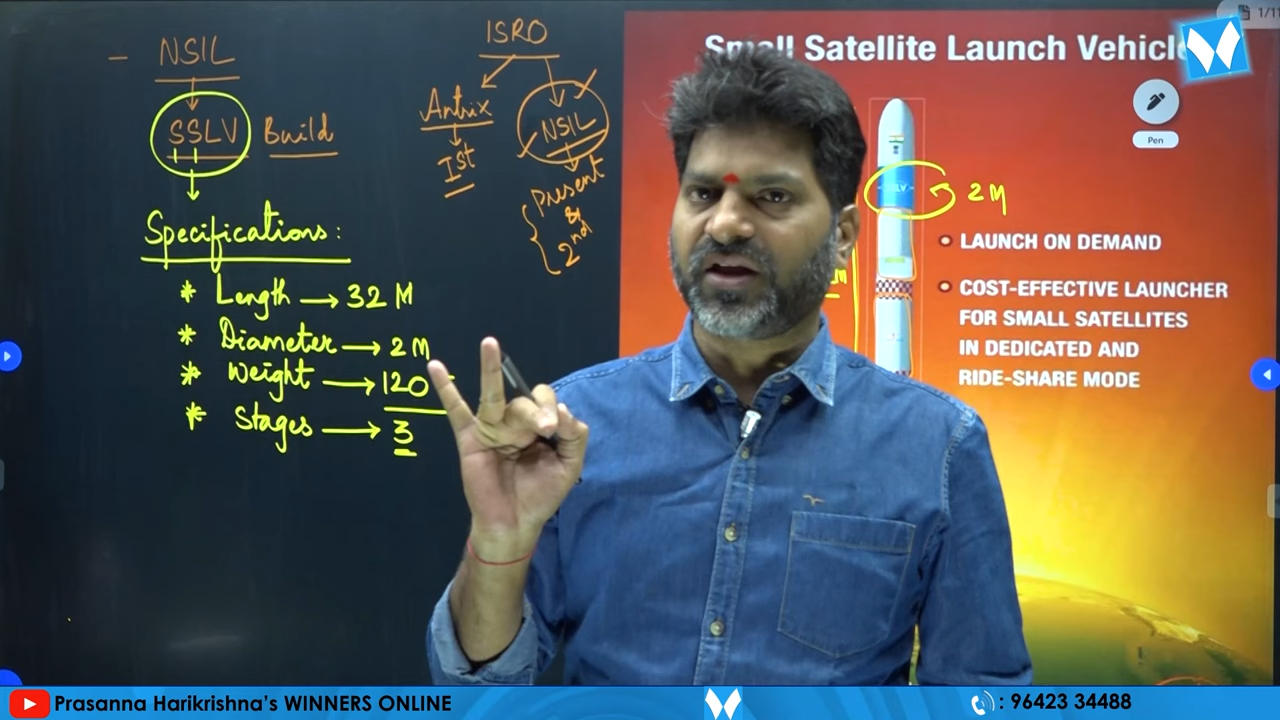 - NSIL
SSLV Build
Specifications:
* Length → 32 M
* Diameter → 2 M
* Weight → 120
* Stages → 3
ISRO
Antrix
Ist
NSIL
Present
&
2nd
Small Satellite Launch Vehicle
1/11
Pen
2 M
LAUNCH ON DEMAND
COST-EFFECTIVE LAUNCHER
FOR SMALL SATELLITES
IN DEDICATED AND
RIDE-SHARE MODE
Prasanna Harikrishna's WINNERS ONLINE
: 96423 34488